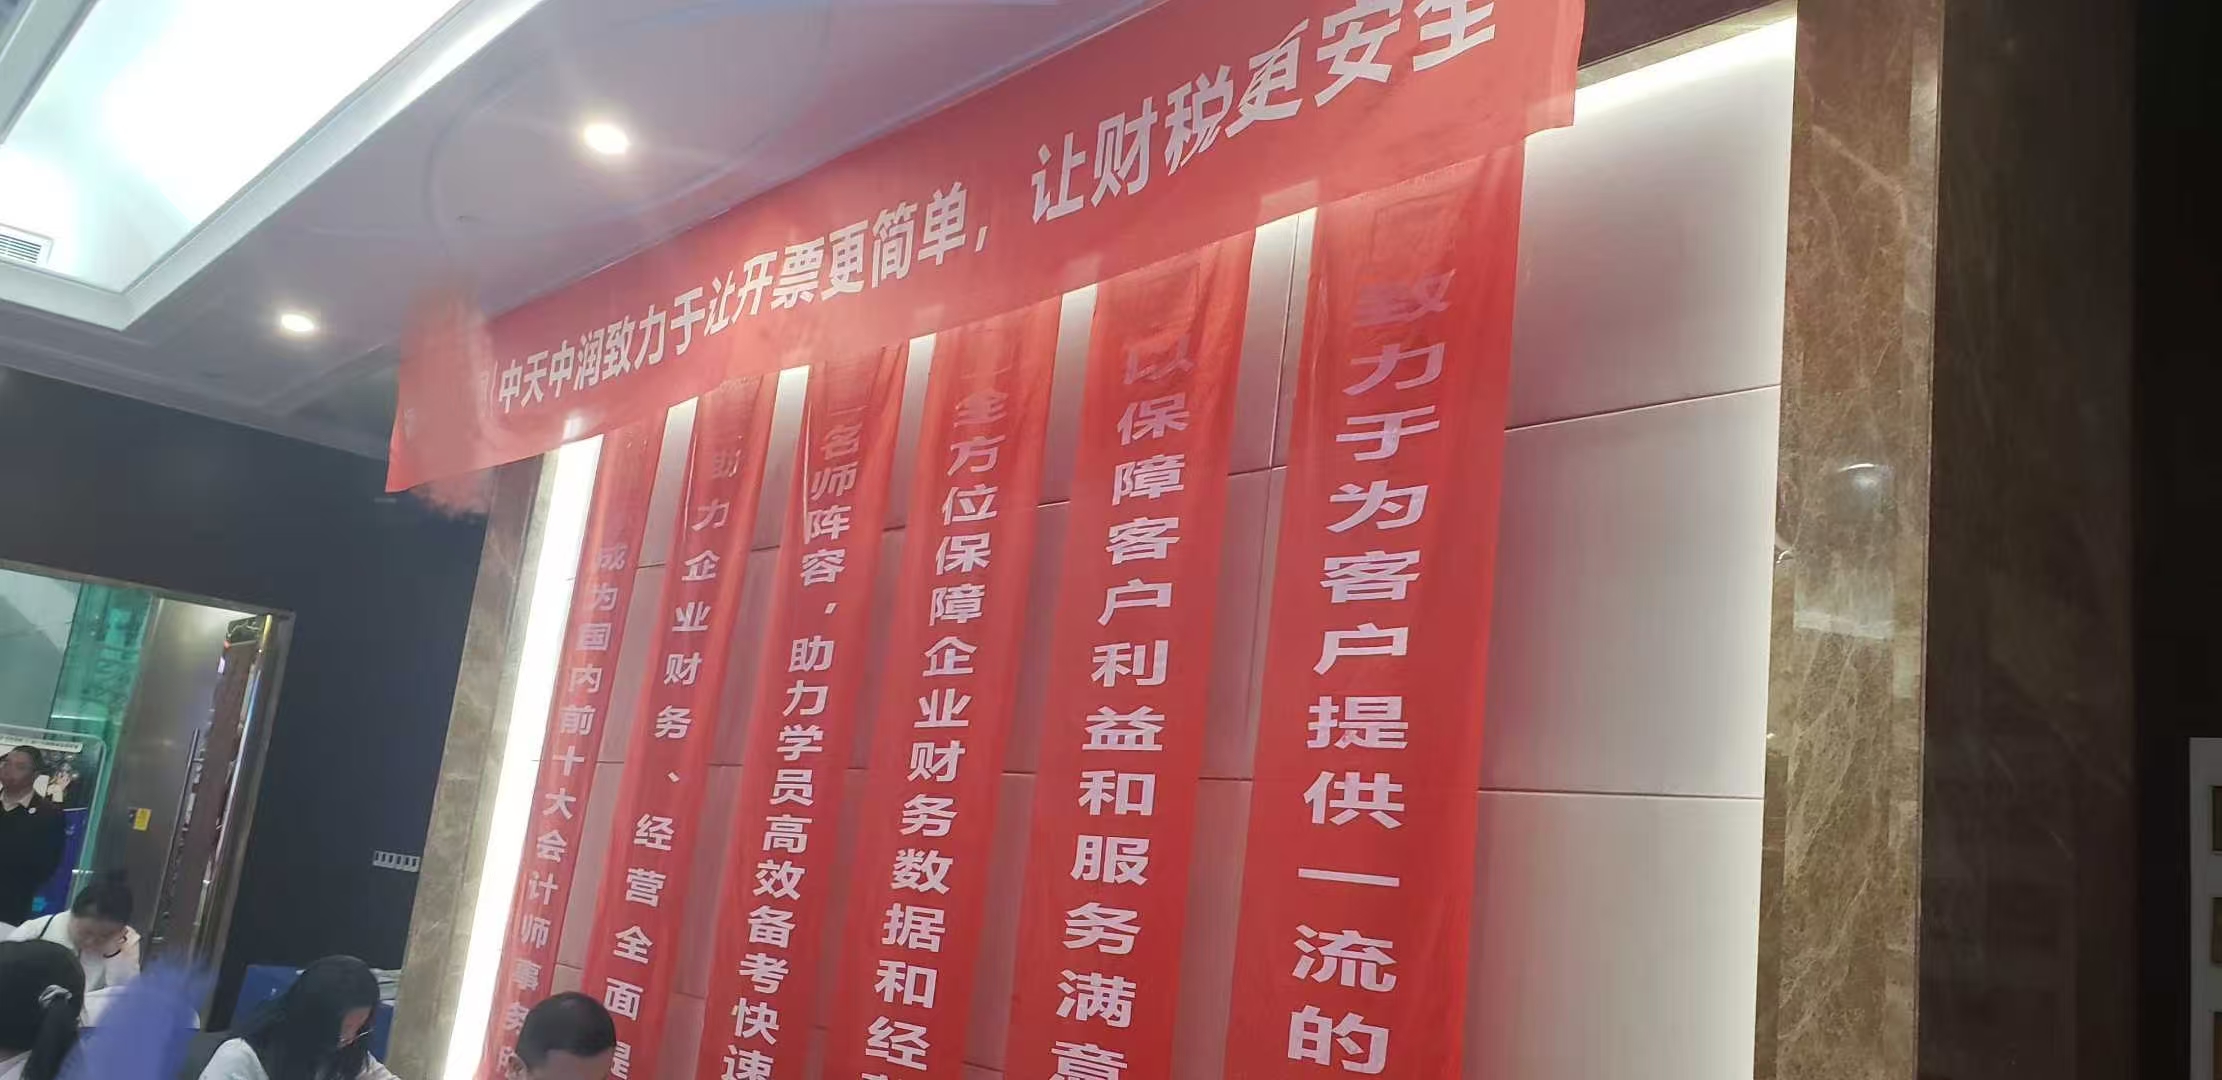 中天中润致力于让开票更简单，让财税更安全
成为国内前十大会计师事务
助力企业财务、经营全面
名师阵容，助力学员高效备考快速
全方位保障企业财务数据和经
以保障客户利益和服务满意
致力于为客户提供一流的